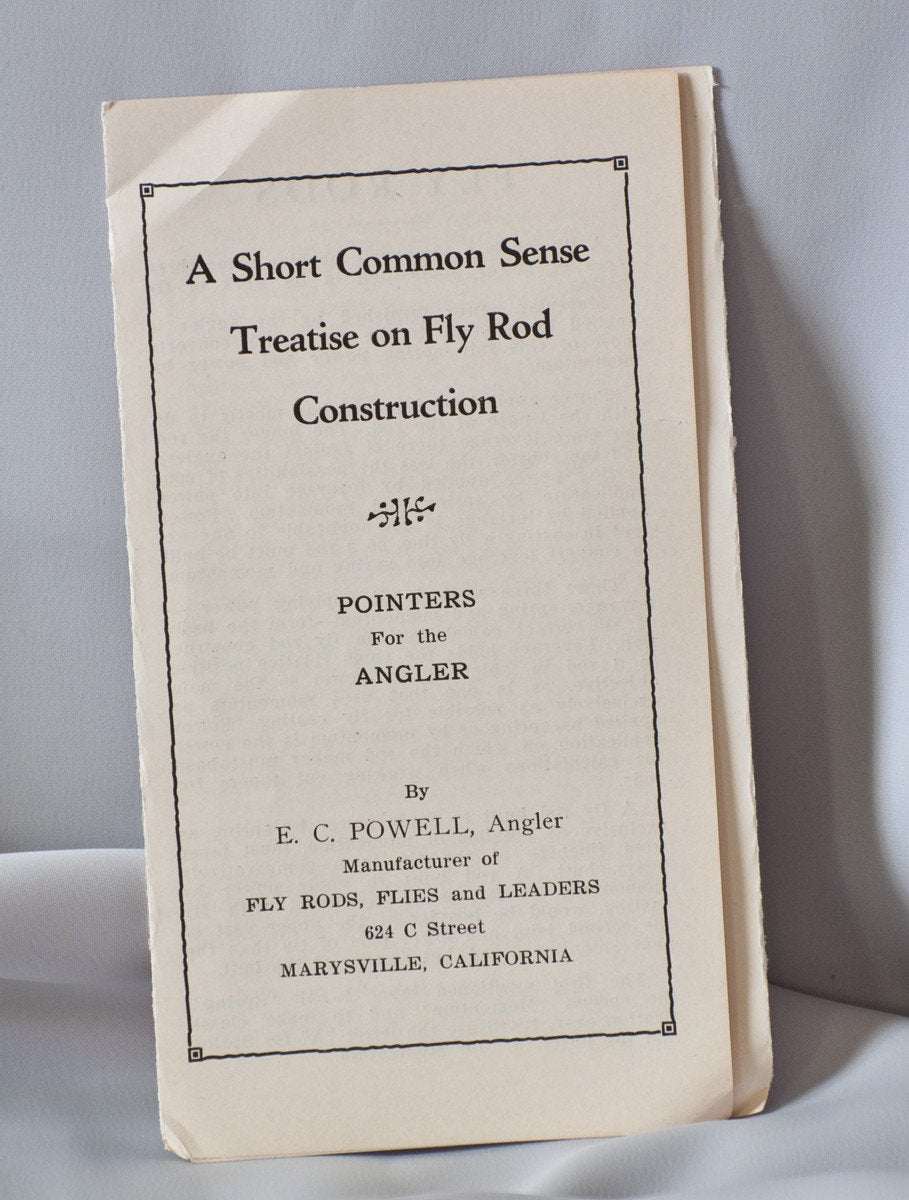 A Short Common Sense
Treatise on Fly Rod
Construction
POINTERS
For the
ANGLER
By
E. C. POWELL, Angler
Manufacturer of
FLY RODS, FLIES and LEADERS
624 C Street
MARYSVILLE, CALIFORNIA